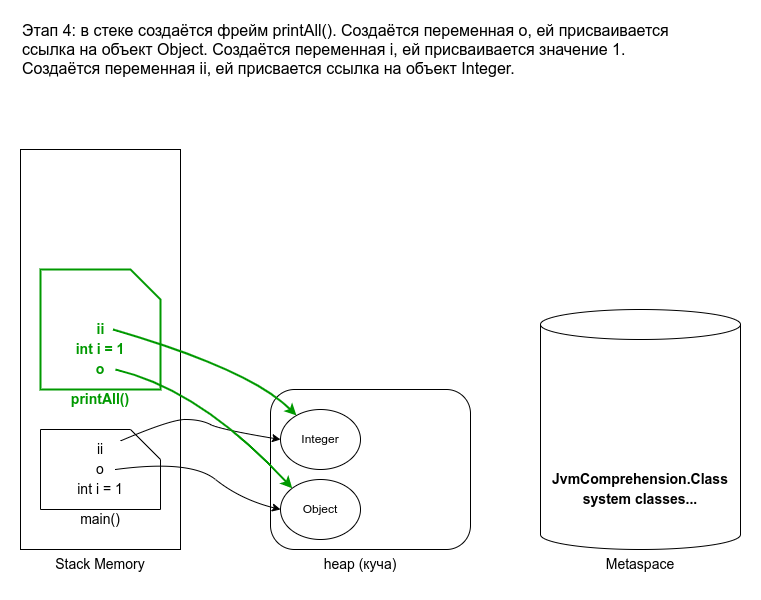 Этап 4: в стеке создаётся фрейм printAll(). Создаётся переменная о, ей присваивается
ссылка на объект Object. Создаётся переменная i, ей присваивается значение 1.
Создаётся переменная ii, ей присвается ссылка на объект Integer.
ii
int i = 1
o
printAll()
ii
o
int i = 1
main()
Stack Memory
Integer
Object
heap (куча)
JvmComprehension.Class
system classes...
Metaspace